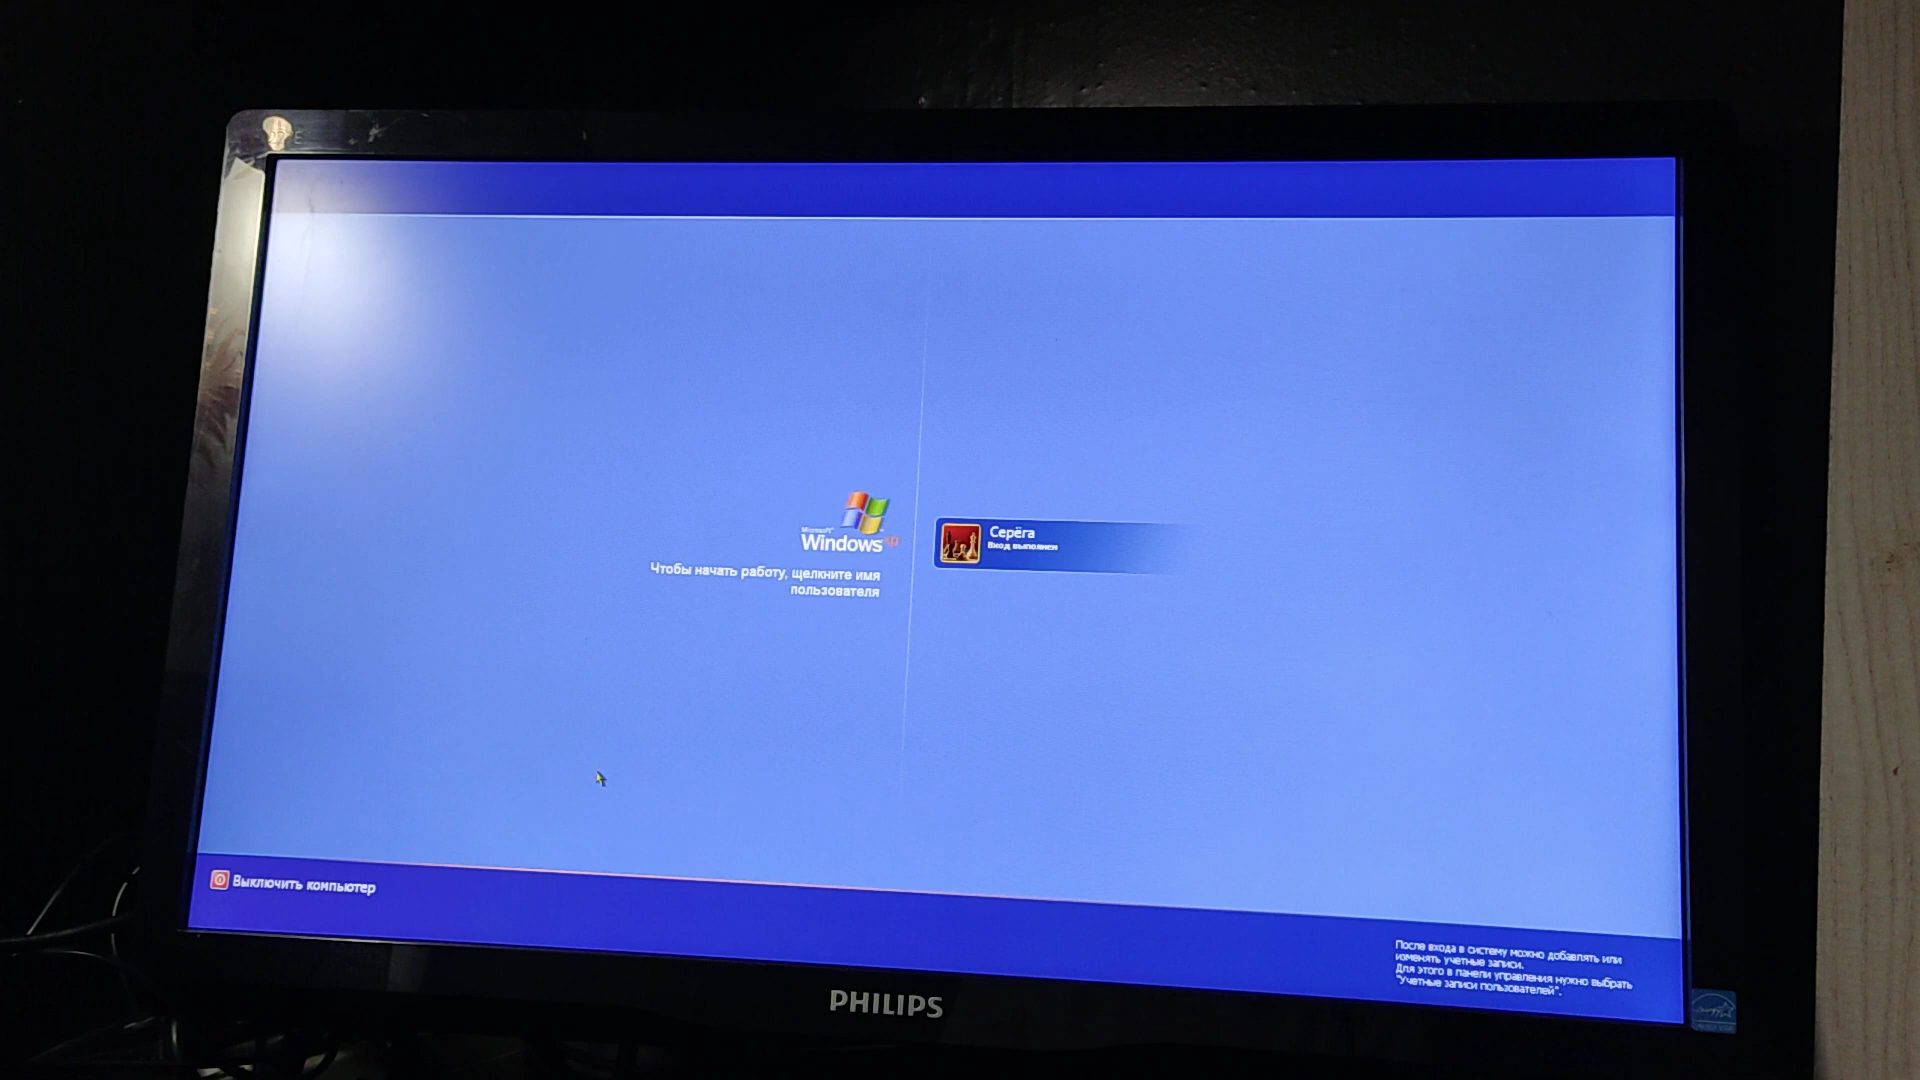 Microsoft
Windows xp
Чтобы начать работу, щелкните имя
пользователя
Серёга
Вход выполнен
Выключить компьютер
После входа в систему можно добавлять или
изменять учетные записи.
Для этого в панели управления нужно выбрать
"Учетные записи пользователей".
PHILIPS